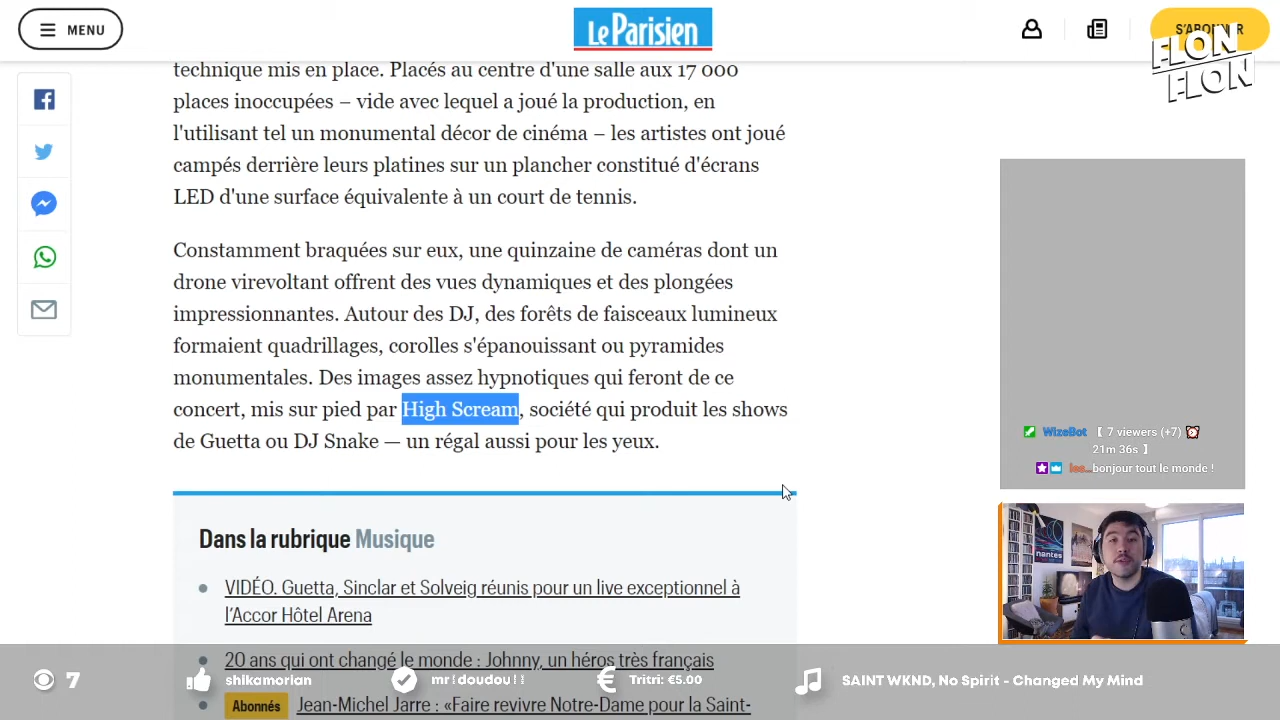 MENU
Le Parisien
S'ABONNER
FLON
FLON
technique mis en place. Placés au centre d'une salle aux 17 000
places inoccupées – vide avec lequel a joué la production, en
l'utilisant tel un monumental décor de cinéma – les artistes ont joué
campés derrière leurs platines sur un plancher constitué d'écrans
LED d'une surface équivalente à un court de tennis.
Constamment braquées sur eux, une quinzaine de caméras dont un
drone virevoltant offrent des vues dynamiques et des plongées
impressionnantes. Autour des DJ, des forêts de faisceaux lumineux
formaient quadrillages, corolles s'épanouissant ou pyramides
monumentales. Des images assez hypnotiques qui feront de ce
concert, mis sur pied par High Scream, société qui produit les shows
de Guetta ou DJ Snake — un régal aussi pour les yeux.
Dans la rubrique Musique
VIDÉO. Guetta, Sinclar et Solveig réunis pour un live exceptionnel à
l'Accor Hôtel Arena
20 ans qui ont changé le monde : Johnny, un héros très français
Abonnés Jean-Michel Jarre : «Faire revivre Notre-Dame pour la Saint-
WizeBot 【 7 viewers (+7)
21m 36s 】
les... bonjour tout le monde !
nantes
7
shikamorian
mr!doudou!!
€ Tritri: €5.00
SAINT WKND, No Spirit - Changed My Mind